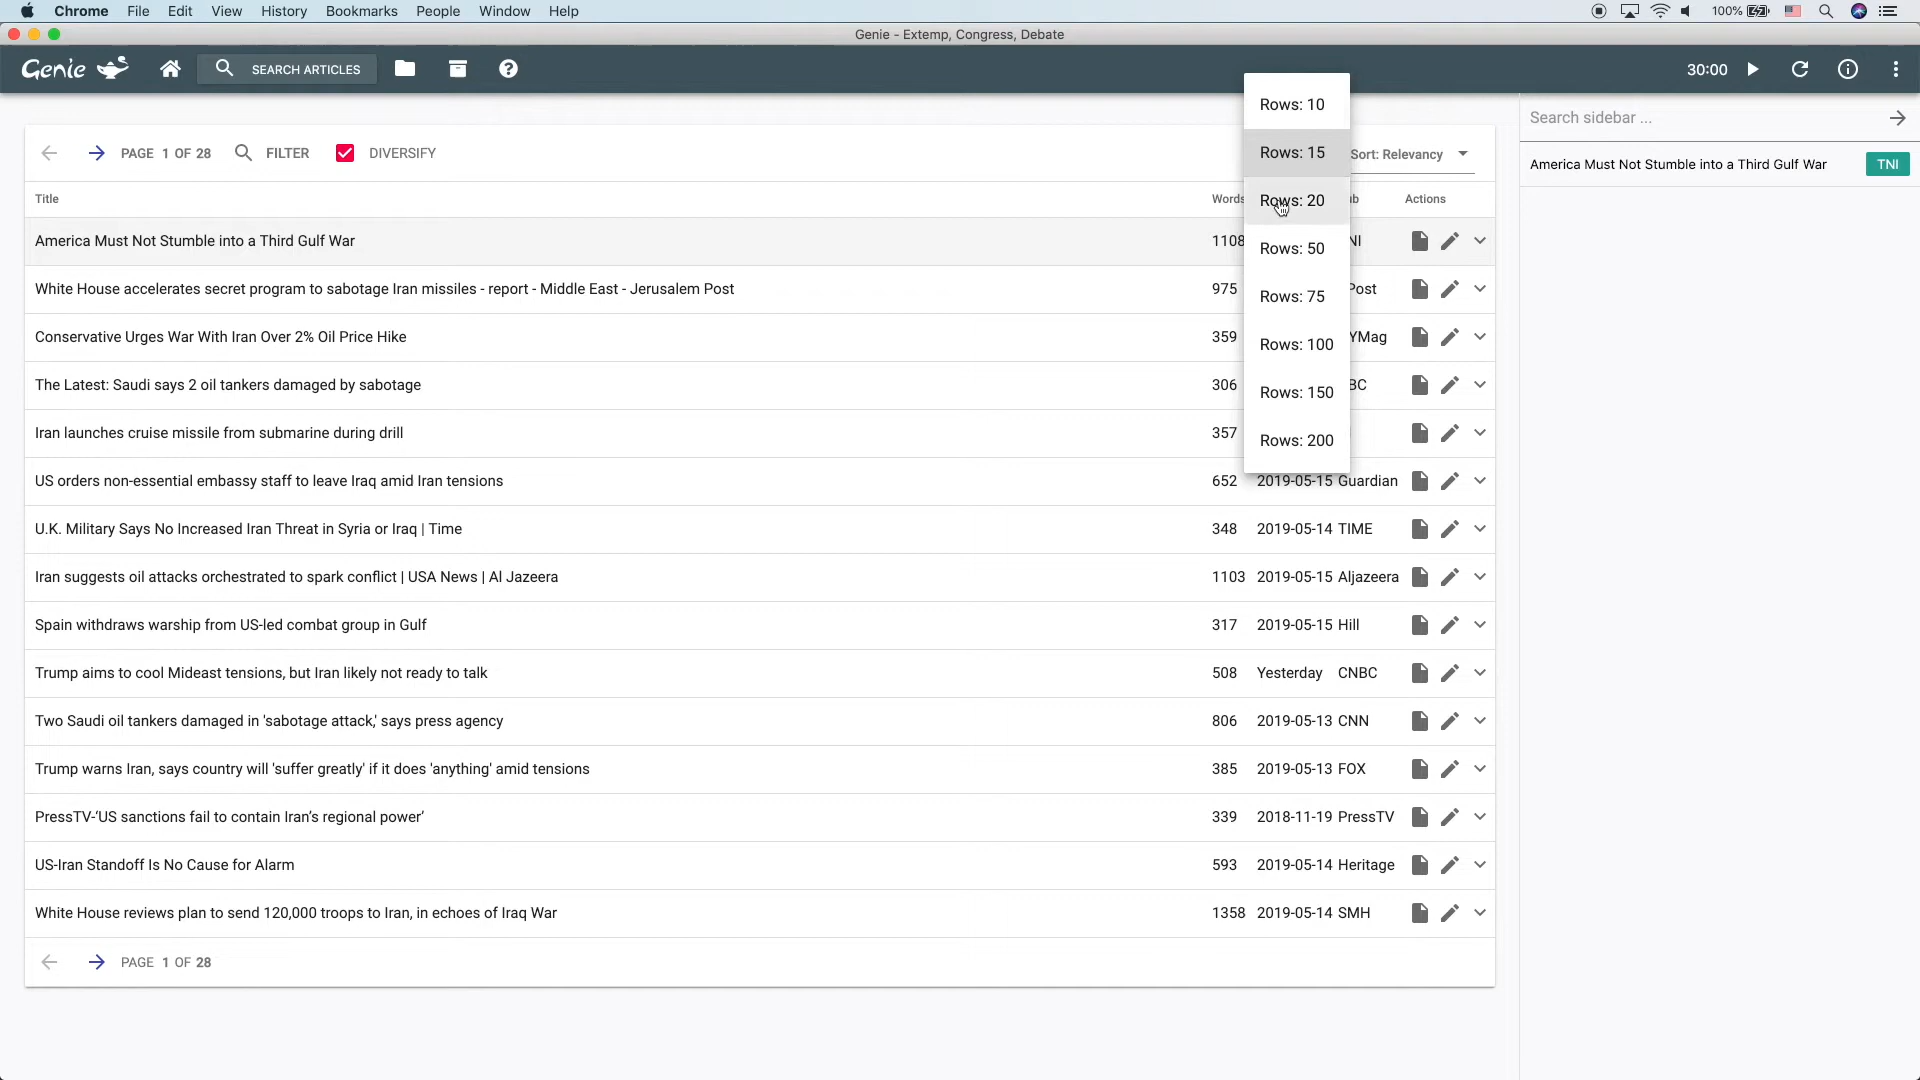 Chrome File Edit View History Bookmarks People Window Help 100%
Genie - Extemp, Congress, Debate
Genie SEARCH ARTICLES 30:00
Rows: 10
Rows: 15
Rows: 20
Rows: 50
Rows: 75
Rows: 100
Rows: 150
Rows: 200
PAGE 1 OF 28 FILTER DIVERSIFY Sort: Relevancy
Title Words ub Actions
America Must Not Stumble into a Third Gulf War 1108 NI
White House accelerates secret program to sabotage Iran missiles - report - Middle East - Jerusalem Post 975 Post
Conservative Urges War With Iran Over 2% Oil Price Hike 359 YMag
The Latest: Saudi says 2 oil tankers damaged by sabotage 306 BC
Iran launches cruise missile from submarine during drill 357
US orders non-essential embassy staff to leave Iraq amid Iran tensions 652 2019-05-15 Guardian
U.K. Military Says No Increased Iran Threat in Syria or Iraq | Time 348 2019-05-14 TIME
Iran suggests oil attacks orchestrated to spark conflict | USA News | Al Jazeera 1103 2019-05-15 Aljazeera
Spain withdraws warship from US-led combat group in Gulf 317 2019-05-15 Hill
Trump aims to cool Mideast tensions, but Iran likely not ready to talk 508 Yesterday CNBC
Two Saudi oil tankers damaged in 'sabotage attack,' says press agency 806 2019-05-13 CNN
Trump warns Iran, says country will 'suffer greatly' if it does 'anything' amid tensions 385 2019-05-13 FOX
PressTV-‘US sanctions fail to contain Iran’s regional power’ 339 2018-11-19 PressTV
US-Iran Standoff Is No Cause for Alarm 593 2019-05-14 Heritage
White House reviews plan to send 120,000 troops to Iran, in echoes of Iraq War 1358 2019-05-14 SMH
PAGE 1 OF 28
Search sidebar ...
America Must Not Stumble into a Third Gulf War TNI